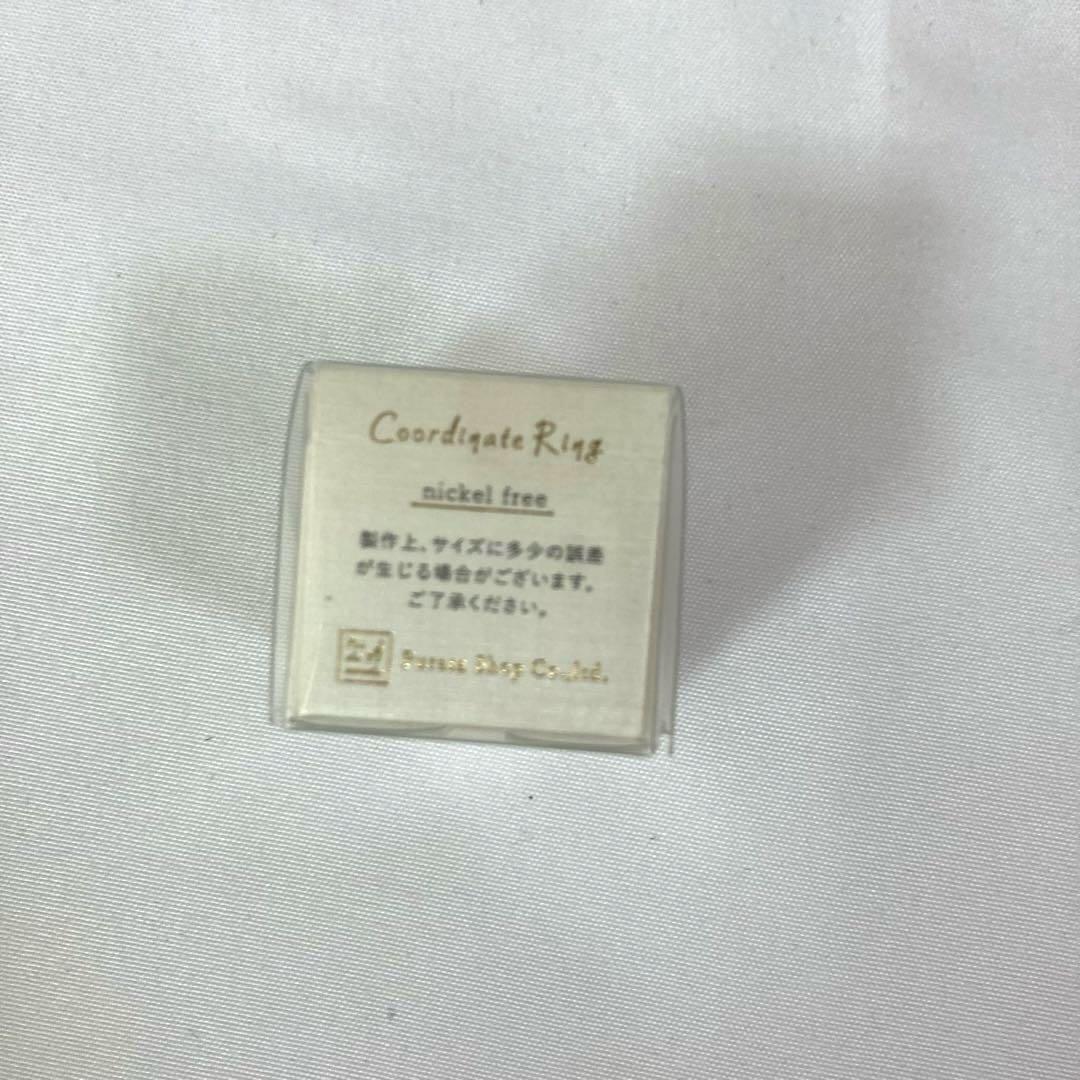 Coordinate Ring
nickel free
製作上、サイズに多少の誤差
が生じる場合がございます。
ご了承ください。
Shop Co.,Ltd.